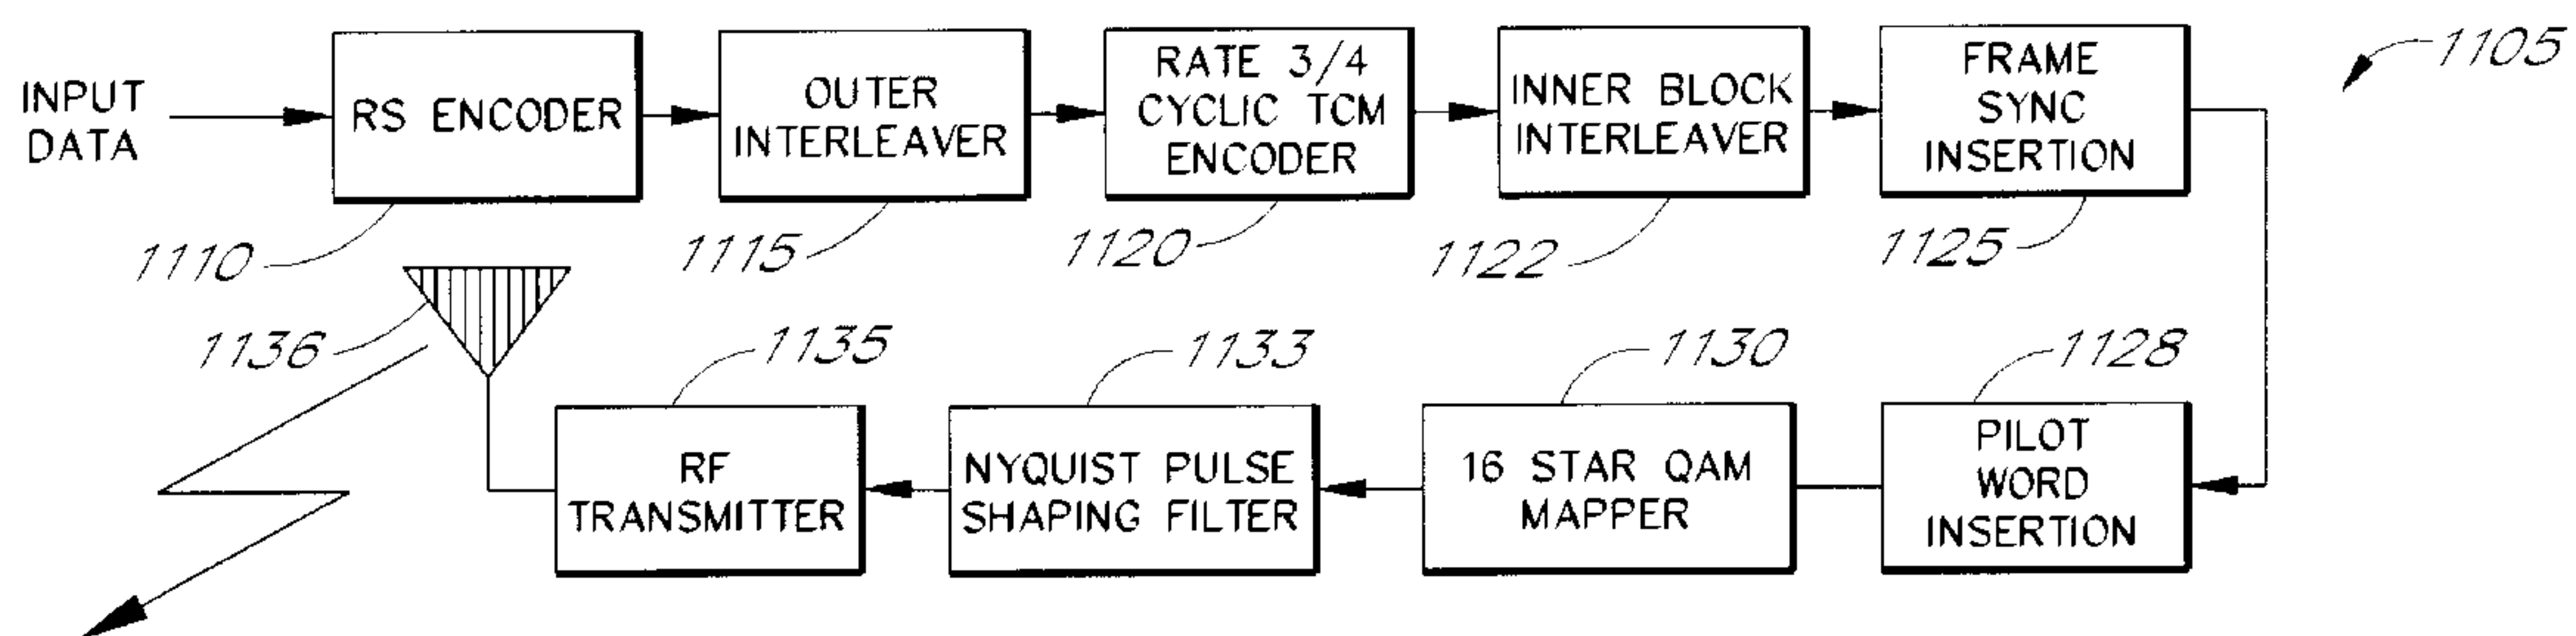 INPUT
DATA
RS ENCODER
OUTER
INTERLEAVER
RATE 3/4
CYCLIC TCM
ENCODER
INNER BLOCK
INTERLEAVER
FRAME
SYNC
INSERTION
1105
1110
1115
1120
1122
1125
1136
1135
1133
1130
1128
RF
TRANSMITTER
NYQUIST PULSE
SHAPING FILTER
16 STAR QAM
MAPPER
PILOT
WORD
INSERTION